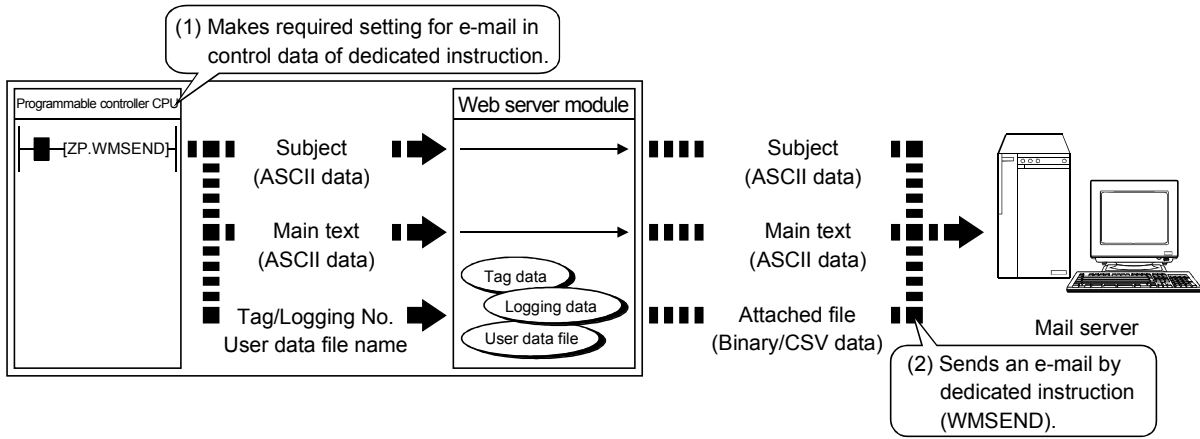 (1) Makes required setting for e-mail in
control data of dedicated instruction.
Programmable controller CPU
Web server module
[ZP.WMSEND]
Subject
(ASCII data)
Subject
(ASCII data)
Main text
(ASCII data)
Main text
(ASCII data)
Tag data
Logging data
User data file
Tag/Logging No.
User data file name
Attached file
(Binary/CSV data)
Mail server
(2) Sends an e-mail by
dedicated instruction
(WMSEND).